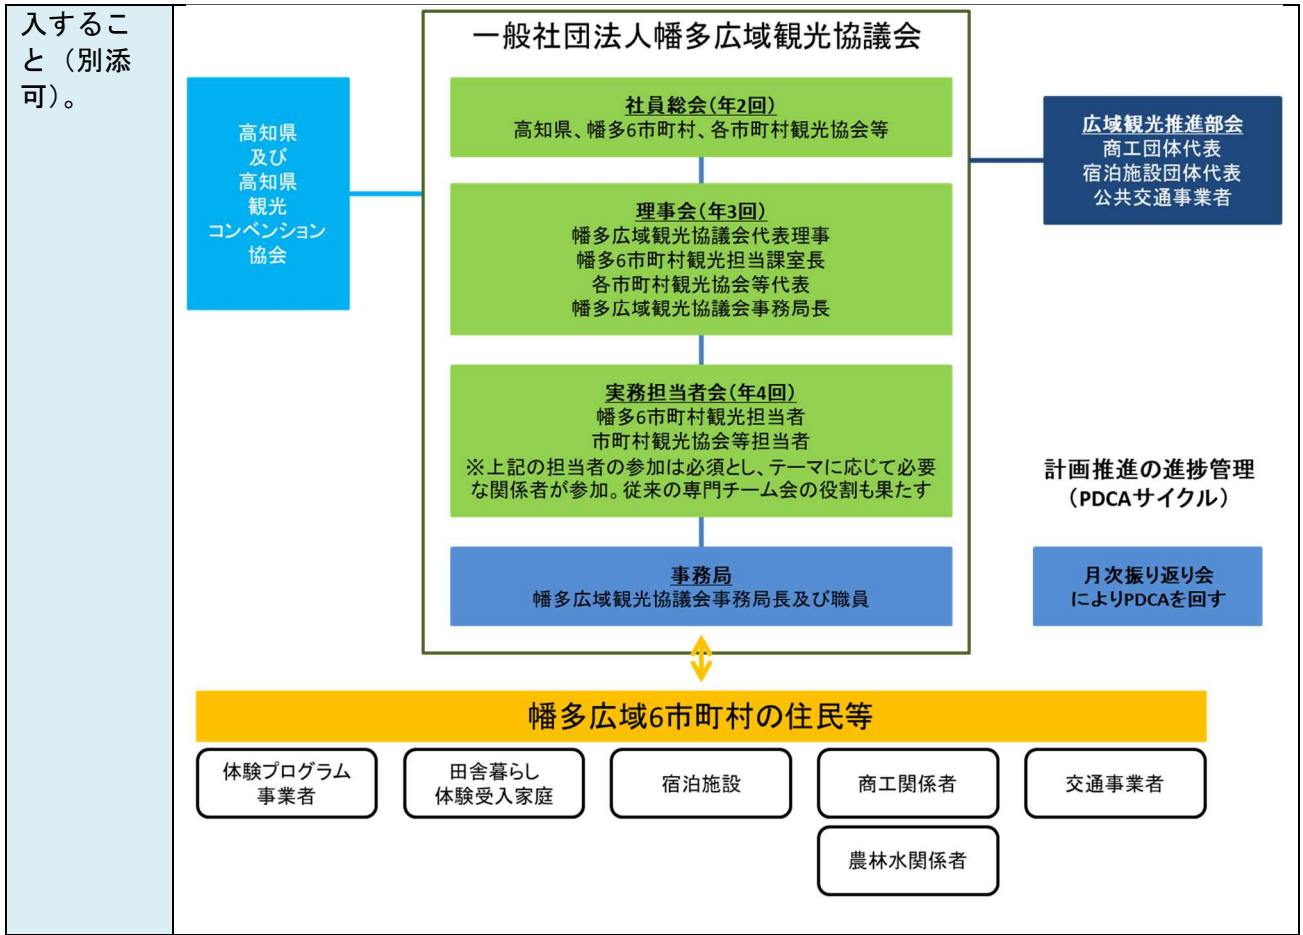 入するこ
と（別添
可）。
一般社団法人幡多広域観光協議会
高知県
及び
高知県
観光
コンベンション
協会
社員総会（年2回）
高知県、幡多6市町村、各市町村観光協会等
理事会（年3回）
幡多広域観光協議会代表理事
幡多6市町村観光担当課室長
各市町村観光協会等代表
幡多広域観光協議会事務局長
実務担当者会（年4回）
幡多6市町村観光担当者
市町村観光協会等担当者
※上記の担当者の参加は必須とし、テーマに応じて必要
な関係者が参加。従来の専門チーム会の役割も果たす
事務局
幡多広域観光協議会事務局長及び職員
広域観光推進部会
商工団体代表
宿泊施設団体代表
公共交通事業者
計画推進の進捗管理
（PDCAサイクル）
月次振り返り会
によりPDCAを回す
幡多広域6市町村の住民等
体験プログラム
事業者
田舎暮らし
体験受入家庭
宿泊施設
商工関係者
交通事業者
農林水関係者